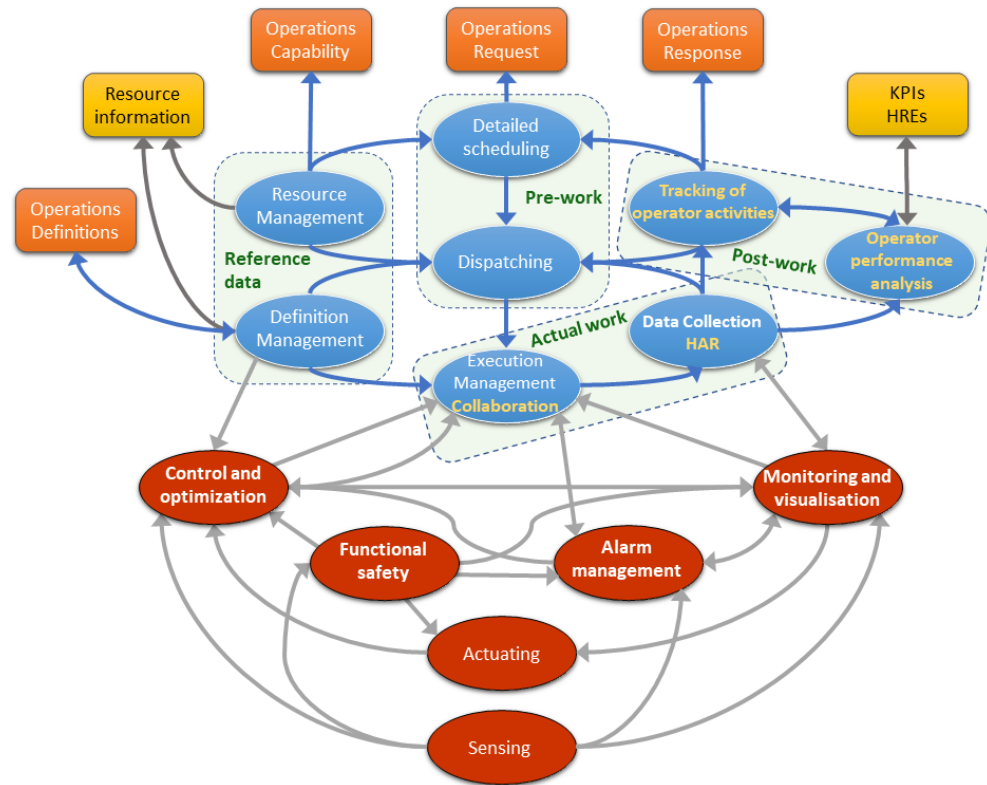 Operations
Capability
Operations
Request
Operations
Response
Resource
information
KPIs
HREs
Detailed
scheduling
Resource
Management
Pre-work
Tracking of
operator activities
Operations
Definitions
Reference
data
Dispatching
Post-work
Operator
performance
analysis
Definition
Management
Actual work
Data Collection
HAR
Execution
Management
Collaboration
Control and
optimization
Monitoring and
visualisation
Functional
safety
Alarm
management
Actuating
Sensing